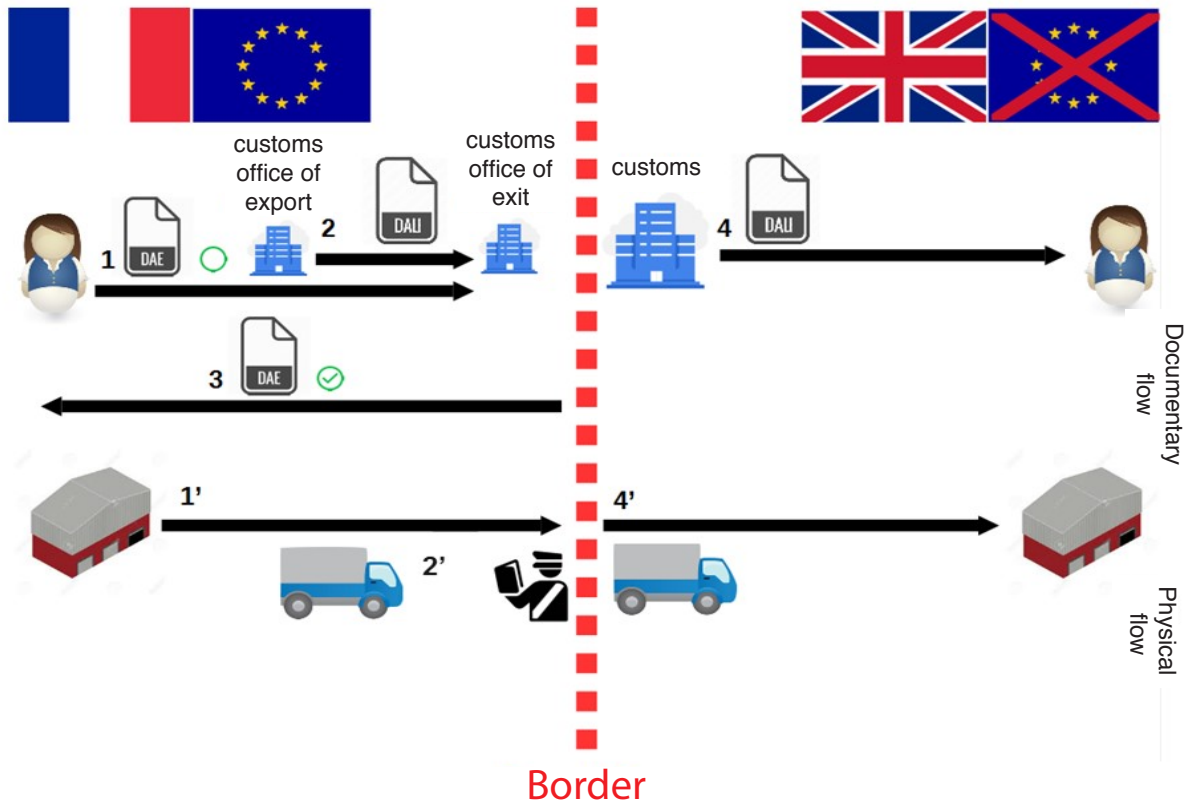 customs
office of
export
customs
office of
exit
customs
1
DAE
2
DAU
4
DAU
3
DAE
Documentary
flow
1’
2’
4’
Physical
flow
Border